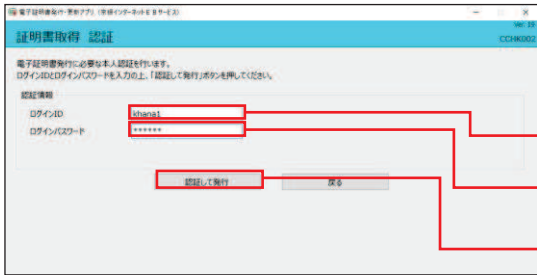 電子証明書発行・更新アプリ（京銀インターネットEBサービス）
Ver 19
証明書取得 認証
CCHK002
電子証明書発行に必要な本人認証を行います。
ログインIDとログインパスワードを入力の上、「認証して発行」ボタンを押してください。
認証情報
ログインID khana1
ログインパスワード ******
認証して発行 戻る